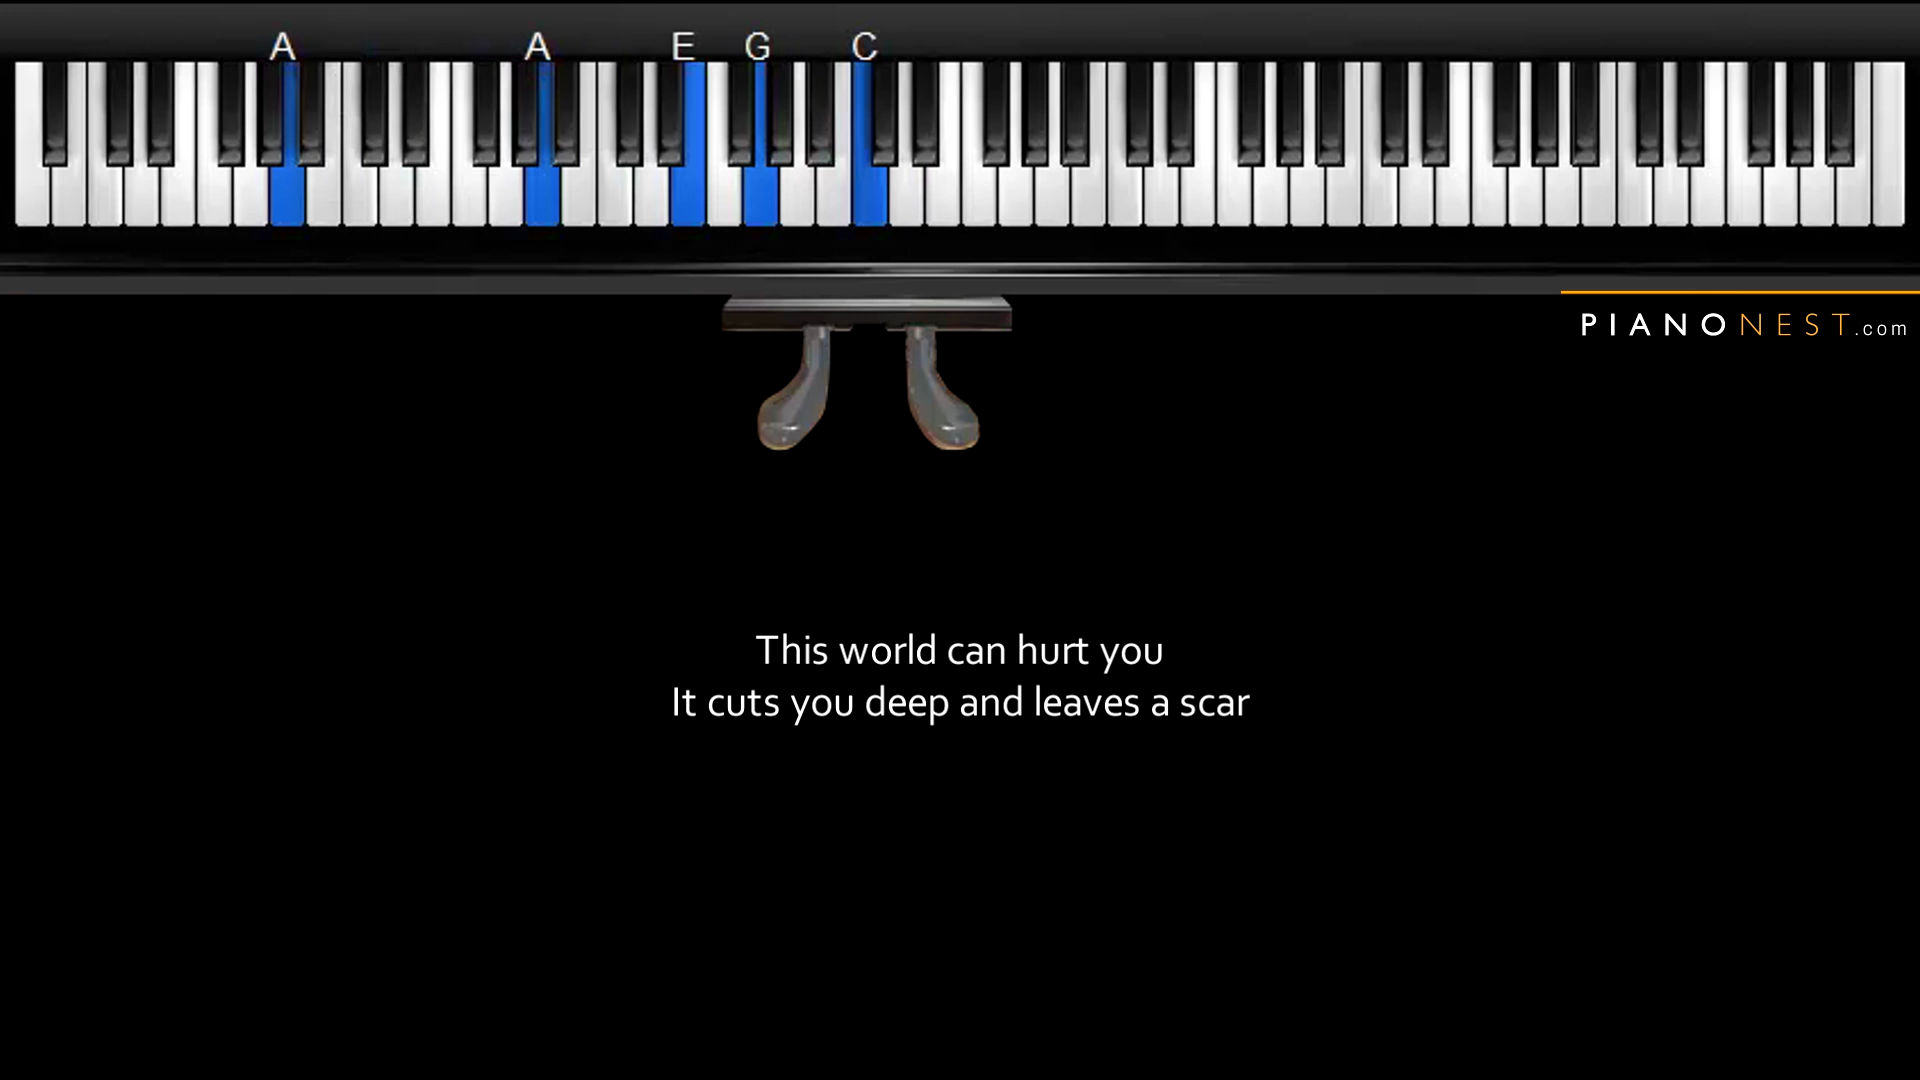 A A E G C
PIANONEST.com
This world can hurt you
It cuts you deep and leaves a scar